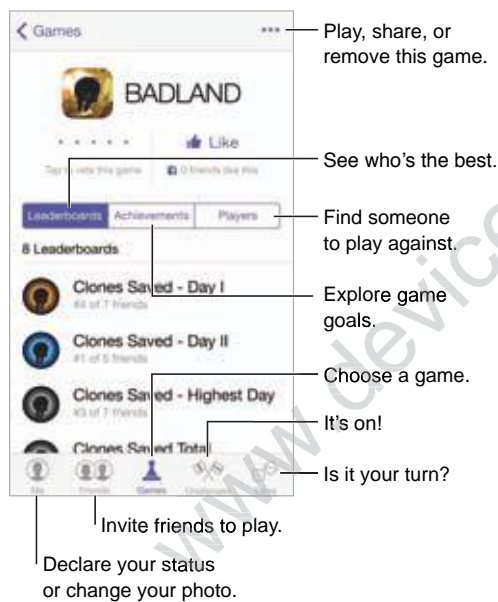 Games
Play, share, or
remove this game.
BADLAND
Like
Tap to rate this game
0 friends like this
See who's the best.
Leaderboards Achievements Players
Find someone
to play against.
8 Leaderboards
Explore game
goals.
Clones Saved - Day I
#4 of 7 friends
Clones Saved - Day II
#1 of 5 friends
Choose a game.
Clones Saved - Highest Day
#3 of 7 friends
It's on!
Clones Saved Total
Is it your turn?
Me Friends Games Challenges
Invite friends to play.
Declare your status
or change your photo.
www.device